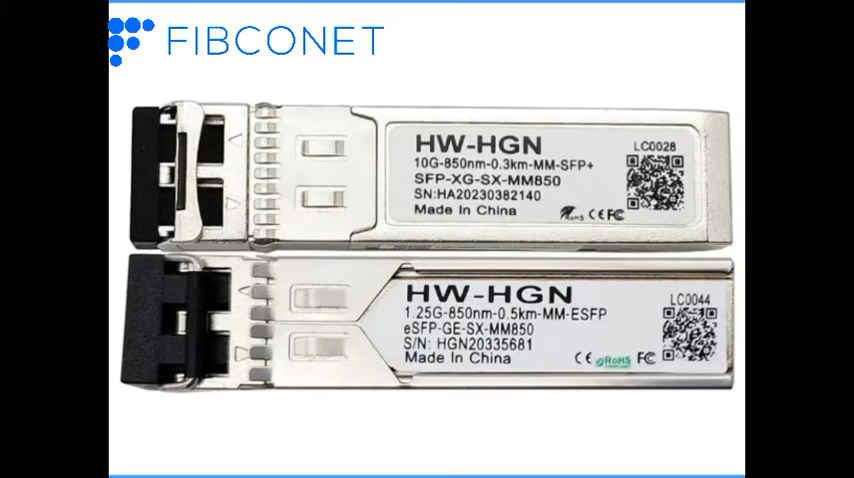 FIBCONET
HW-HGN
LC0028
10G-850nm-0.3km-MM-SFP+
SFP-XG-SX-MM850
SN:HA20230382140
Made In China
RoHS CE FC
HW-HGN
LC0044
1.25G-850nm-0.5km-MM-ESFP
eSFP-GE-SX-MM850
S/N: HGN20335681
Made In China
CE RoHS FC